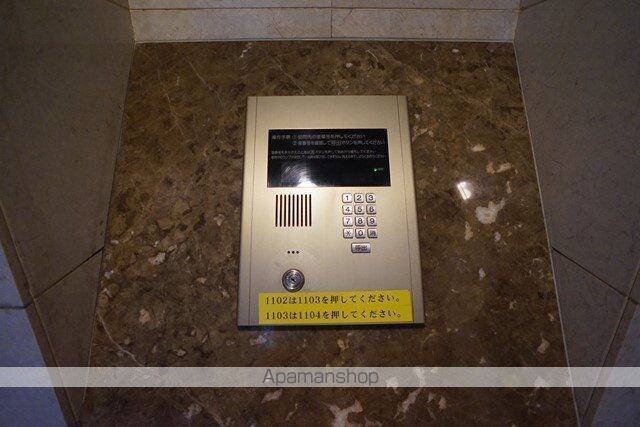 操作手順 ①訪問先の室番号を押してください
②室番号を確認して呼出ボタンを押してください
1 2 3
4 5 6
7 8 9
* 0
呼出
1102は1103を押してください。
1103は1104を押してください。
Apamanshop